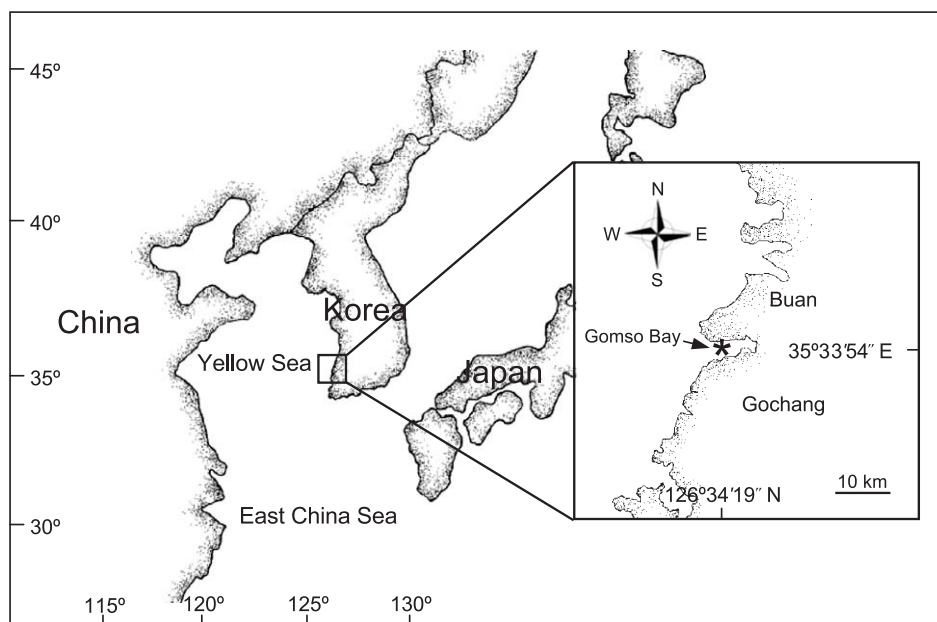 45º
40º
35º
30º
115º
120º
125º
130º
China
Korea
Yellow Sea
Japan
East China Sea
N
W
E
S
Buan
Gomso Bay
35º33′54″ E
Gochang
126º34′19″ N
10 km